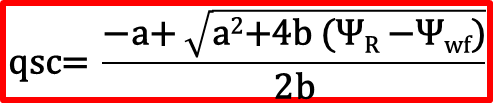 qsc= (−a+ √(a²+4b (Ψ_R −Ψ_wf))) / 2b